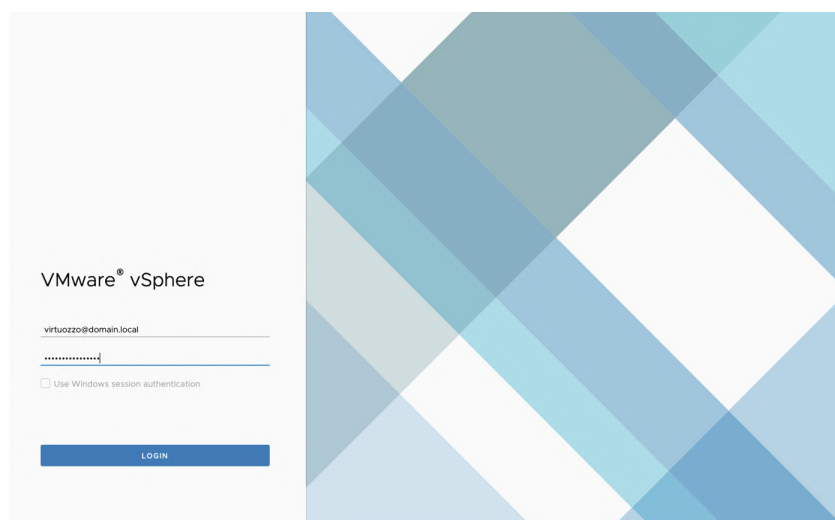 VMware® vSphere
virtuozzo@domain.local
••••••••••••••••
Use Windows session authentication
LOGIN